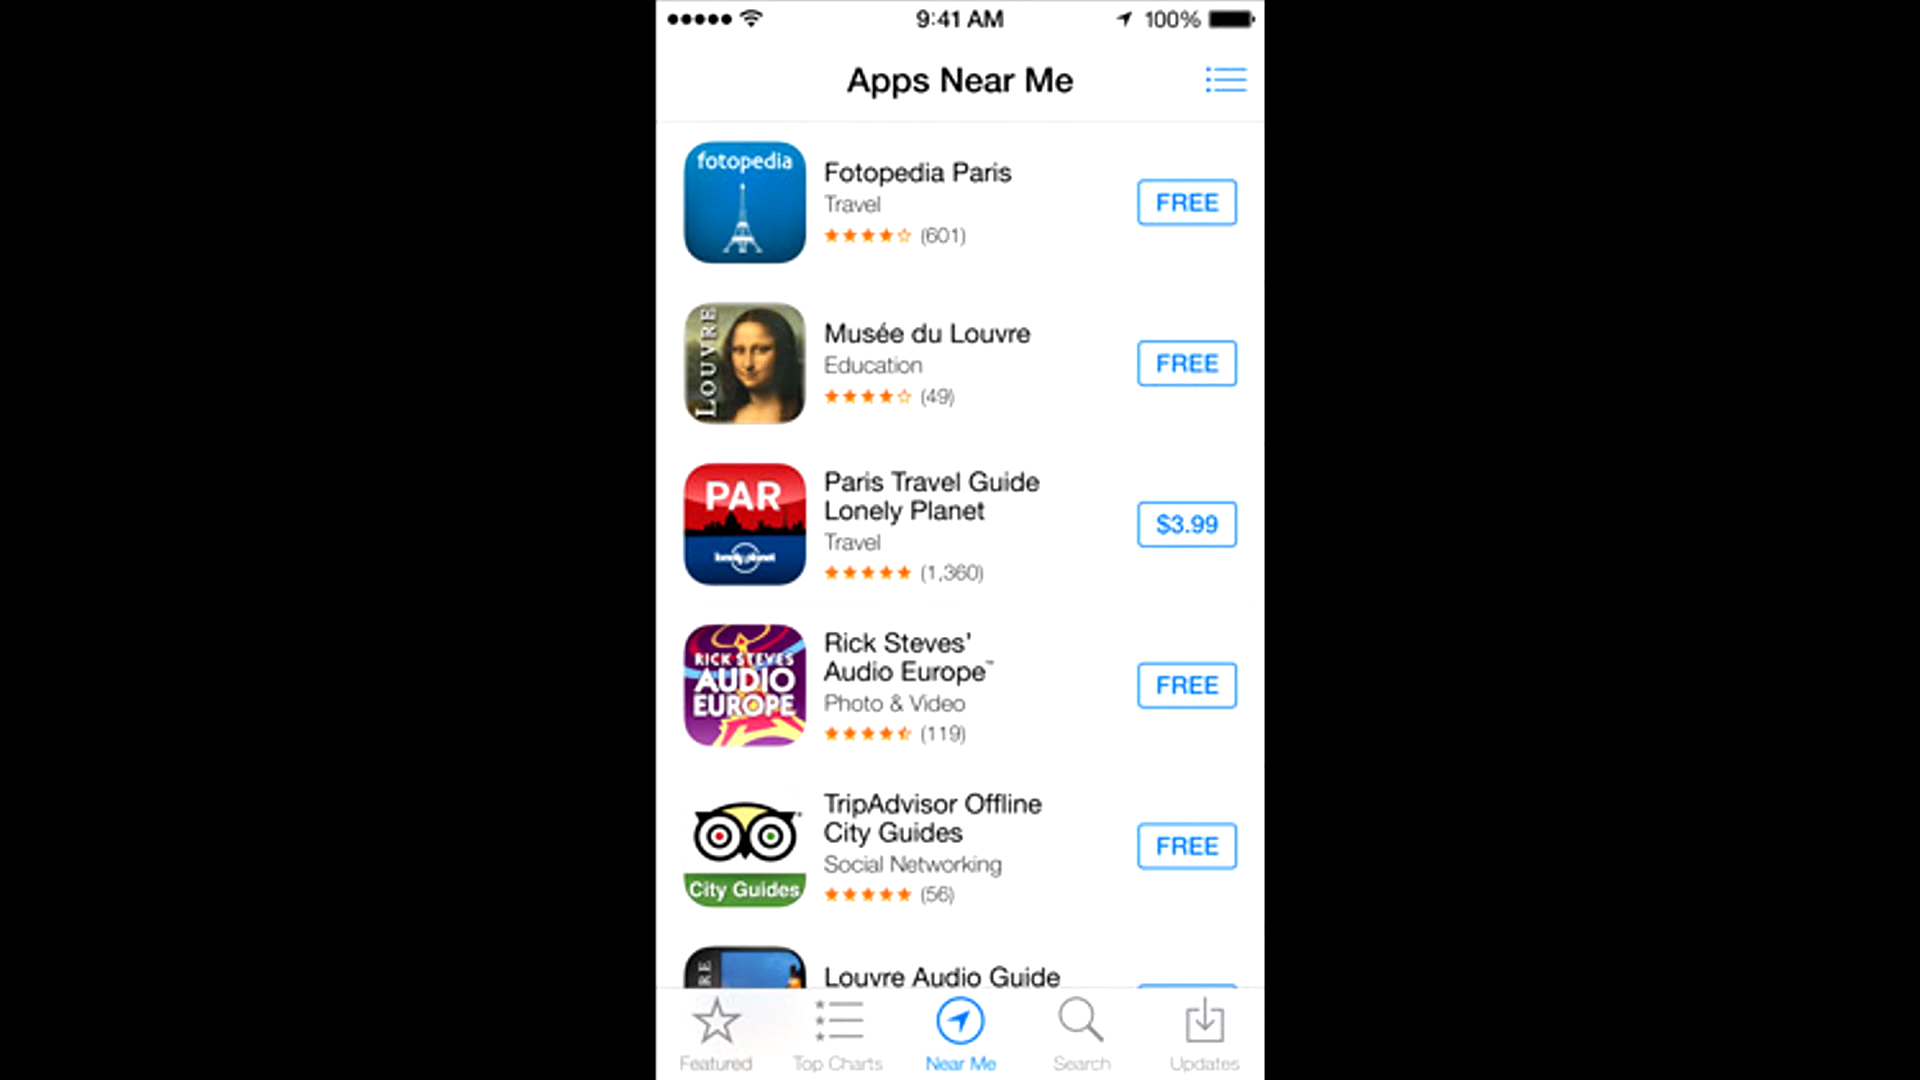 9:41 AM
100%
Apps Near Me
fotopedia
Fotopedia Paris
Travel
(601)
FREE
LOUVRE
Musée du Louvre
Education
(49)
FREE
PAR
lonely planet
Paris Travel Guide
Lonely Planet
Travel
(1,360)
$3.99
RICK STEVES
AUDIO
EUROPE
Rick Steves'
Audio Europe™
Photo & Video
(119)
FREE
City Guides
TripAdvisor Offline
City Guides
Social Networking
(56)
FREE
RE
Louvre Audio Guide
Featured
Top Charts
Near Me
Search
Updates